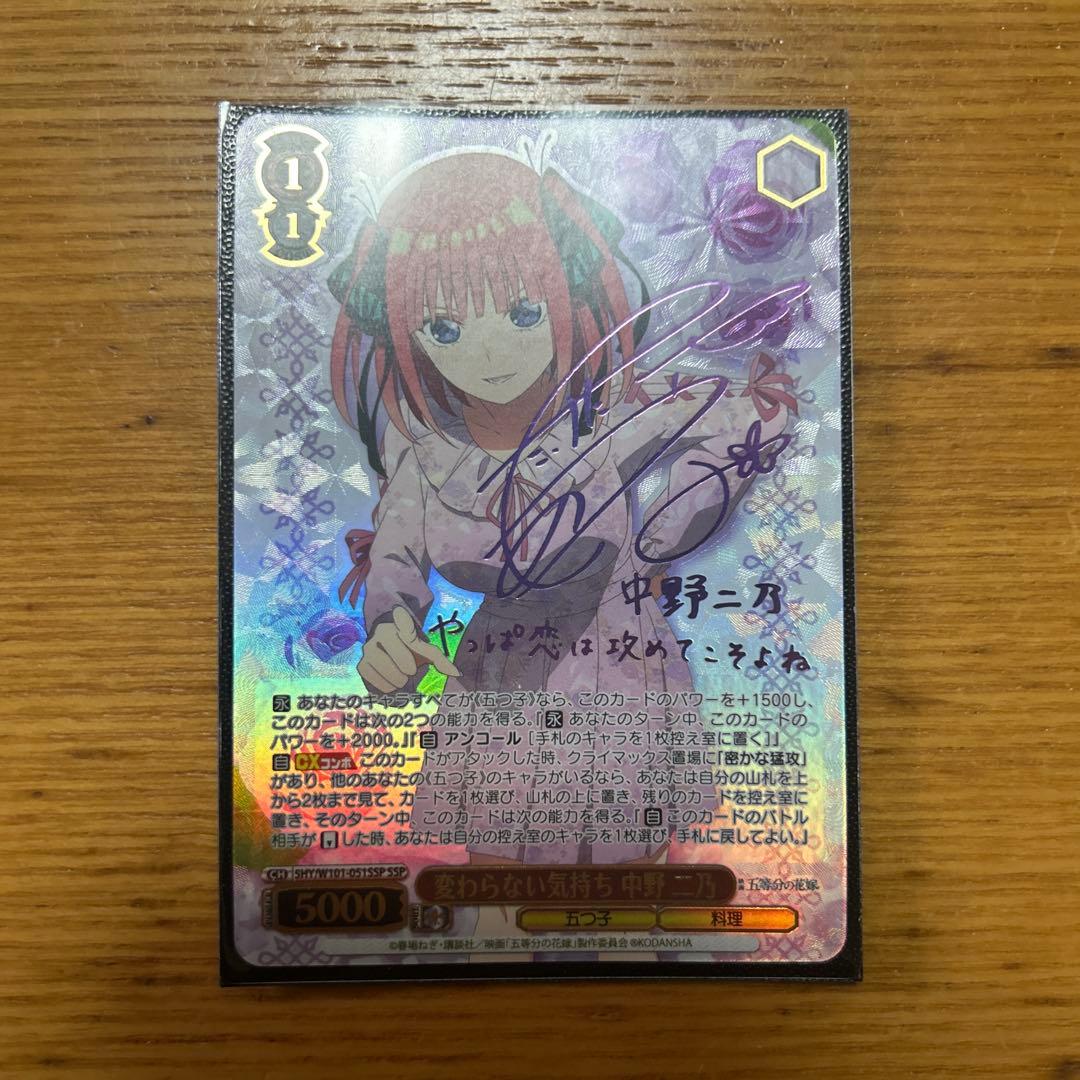 1
1
中野二乃
やっぱ恋は攻めてこそよね
永 あなたのキャラすべてが《五つ子》なら、このカードのパワーを+1500し、
このカードは次の2つの能力を得る。『永 あなたのターン中、このカードの
パワーを+2000。』『自 アンコール [手札のキャラを1枚控え室に置く]』
自 CXコンボ このカードがアタックした時、クライマックス置場に「密かな猛攻」
があり、他のあなたの《五つ子》のキャラがいるなら、あなたは自分の山札を上
から2枚まで見て、カードを1枚選び、山札の上に置き、残りのカードを控え室に
置き、そのターン中、このカードは次の能力を得る。『自 このカードのバトル
相手がした時、あなたは自分の控え室のキャラを1枚選び、手札に戻してよい。』
CH 5HY/W101-051SSP SSP
変わらない気持ち 中野 二乃
映画 五等分の花嫁
5000
五つ子 料理
©春場ねぎ・講談社／映画「五等分の花嫁」製作委員会 ®KODANSHA